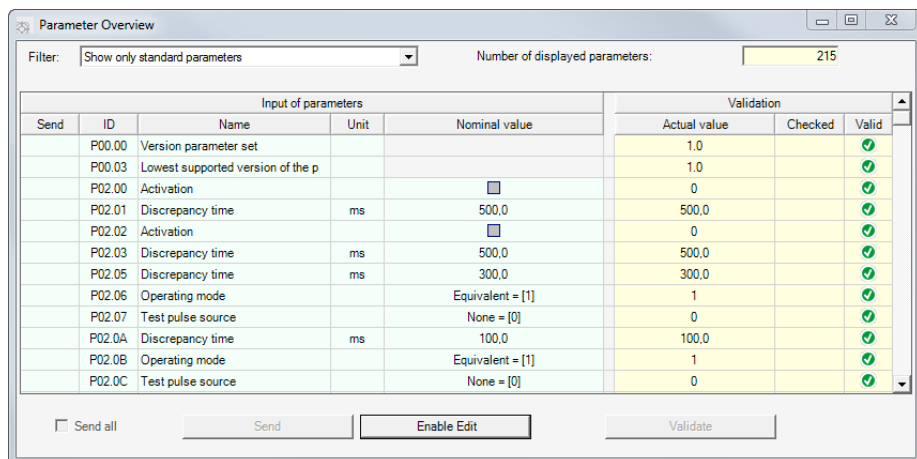 Parameter Overview
Filter: Show only standard parameters Number of displayed parameters: 215
Input of parameters Validation
Send ID Name Unit Nominal value Actual value Checked Valid
P00.00 Version parameter set 1.0
P00.03 Lowest supported version of the p 1.0
P02.00 Activation 0
P02.01 Discrepancy time ms 500,0 500,0
P02.02 Activation 0
P02.03 Discrepancy time ms 500,0 500,0
P02.05 Discrepancy time ms 300,0 300,0
P02.06 Operating mode Equivalent = [1] 1
P02.07 Test pulse source None = [0] 0
P02.0A Discrepancy time ms 100,0 100,0
P02.0B Operating mode Equivalent = [1] 1
P02.0C Test pulse source None = [0] 0
Send all Send Enable Edit Validate